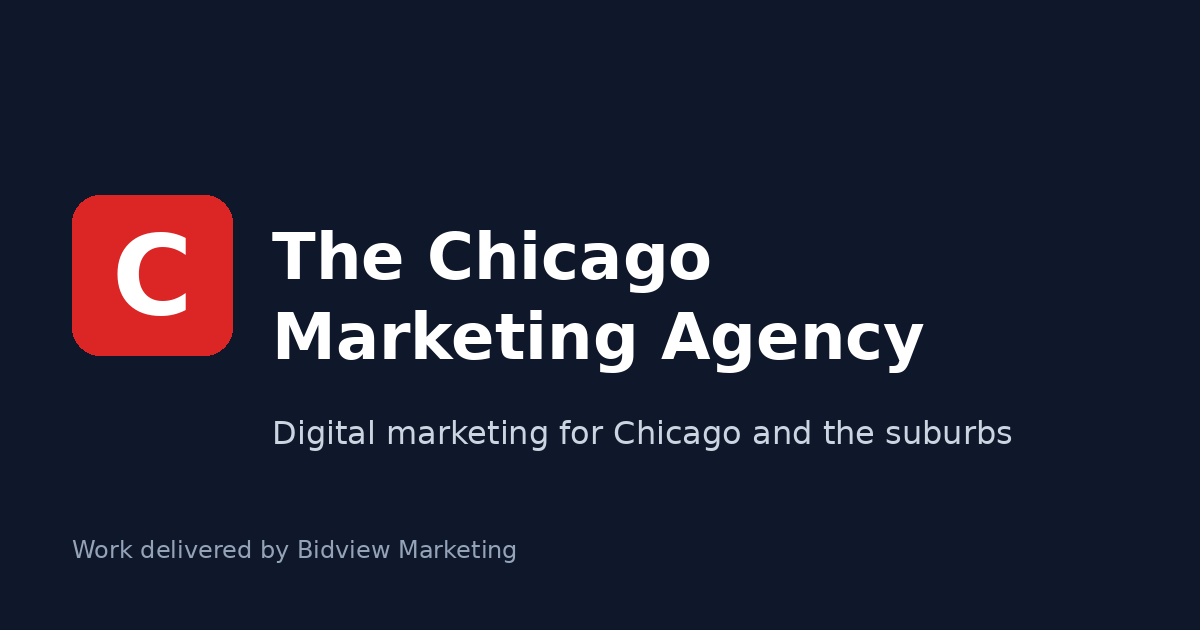 C
The Chicago
Marketing Agency
Digital marketing for Chicago and the suburbs
Work delivered by Bidview Marketing